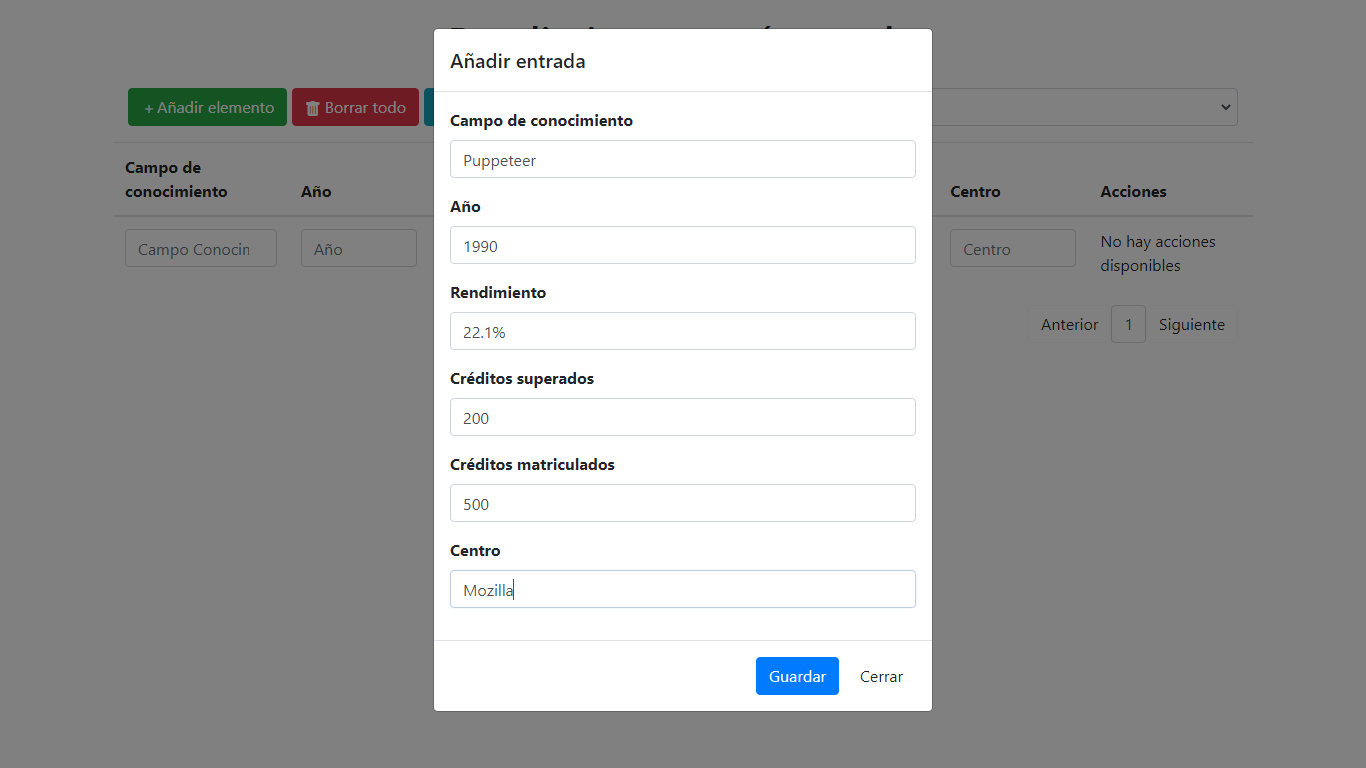 Añadir entrada
+ Añadir elemento
Borrar todo
Campo de conocimiento
Puppeteer
Campo de
conocimiento
Año
Centro
Acciones
Año
1990
Campo Conocin
Año
Centro
No hay acciones
disponibles
Rendimiento
22.1%
Anterior
1
Siguiente
Créditos superados
200
Créditos matriculados
500
Centro
Mozilla
Guardar
Cerrar